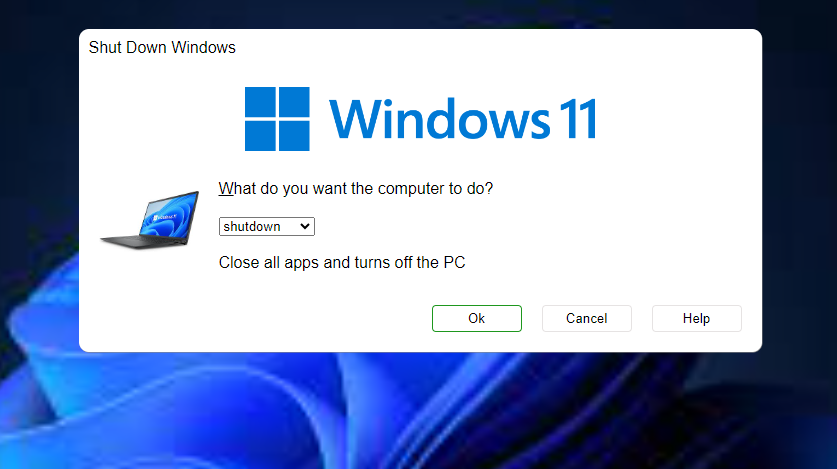 Shut Down Windows
Windows 11
What do you want the computer to do?
shutdown
Close all apps and turns off the PC
Ok
Cancel
Help